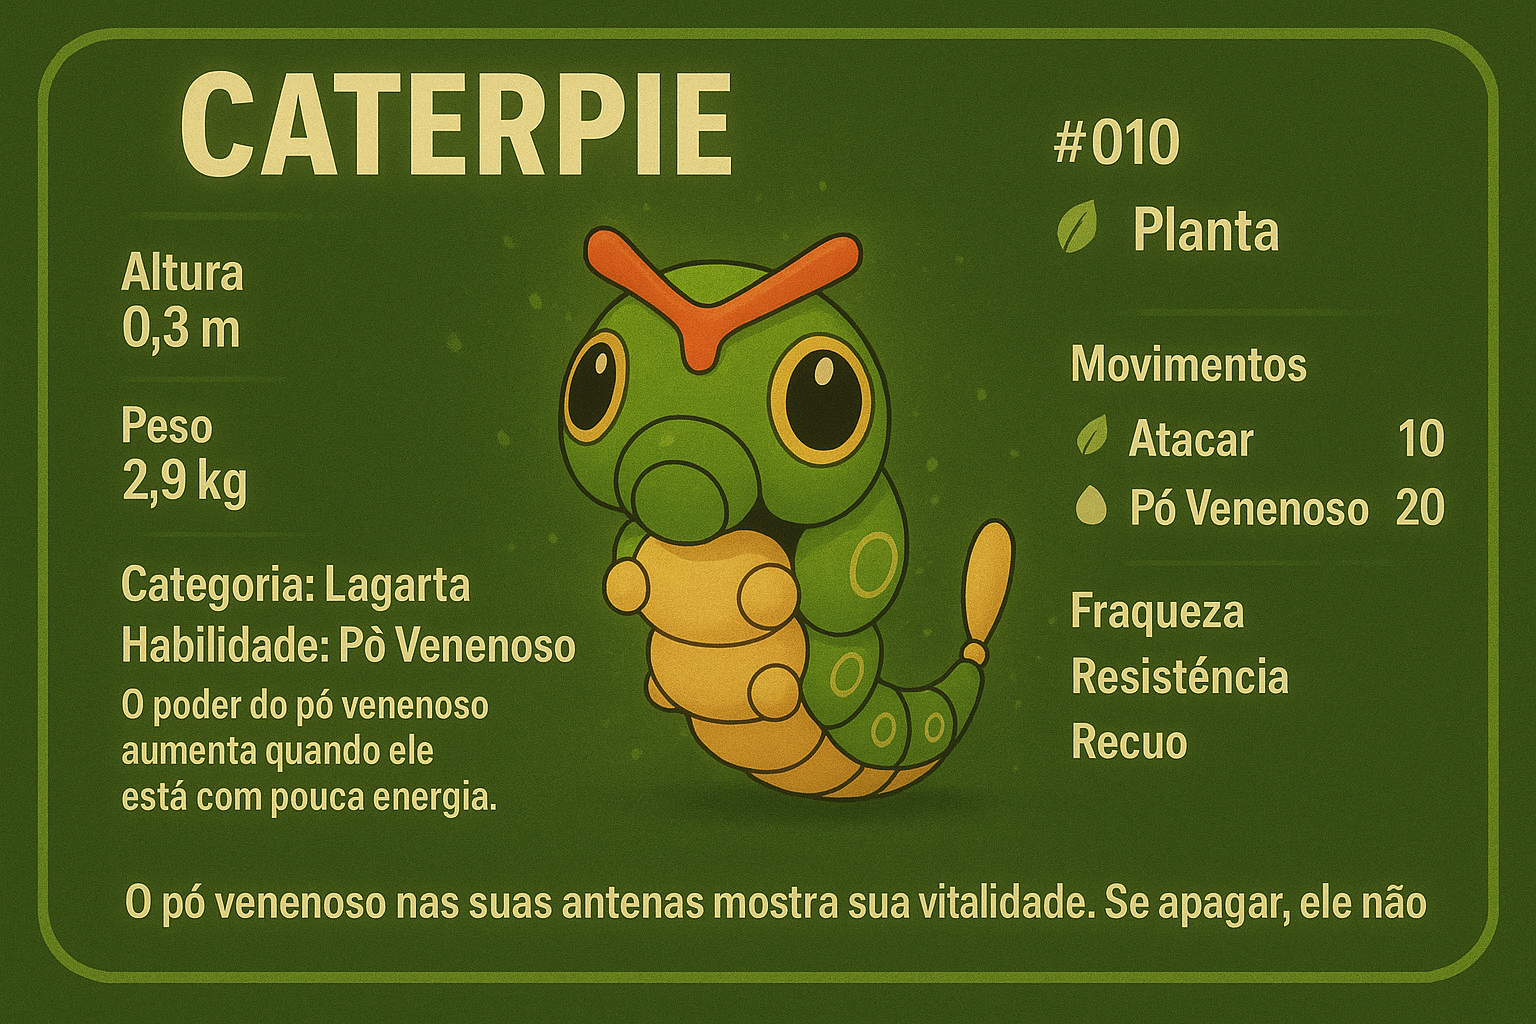 CATERPIE
#010
Planta
Altura
0,3 m
Peso
2,9 kg
Categoria: Lagarta
Habilidade: Pò Venenoso
O poder do pó venenoso
aumenta quando ele
está com pouca energia.
Movimentos
Atacar 10
Pó Venenoso 20
Fraqueza
Resisténcia
Recuo
O pó venenoso nas suas antenas mostra sua vitalidade. Se apagar, ele não